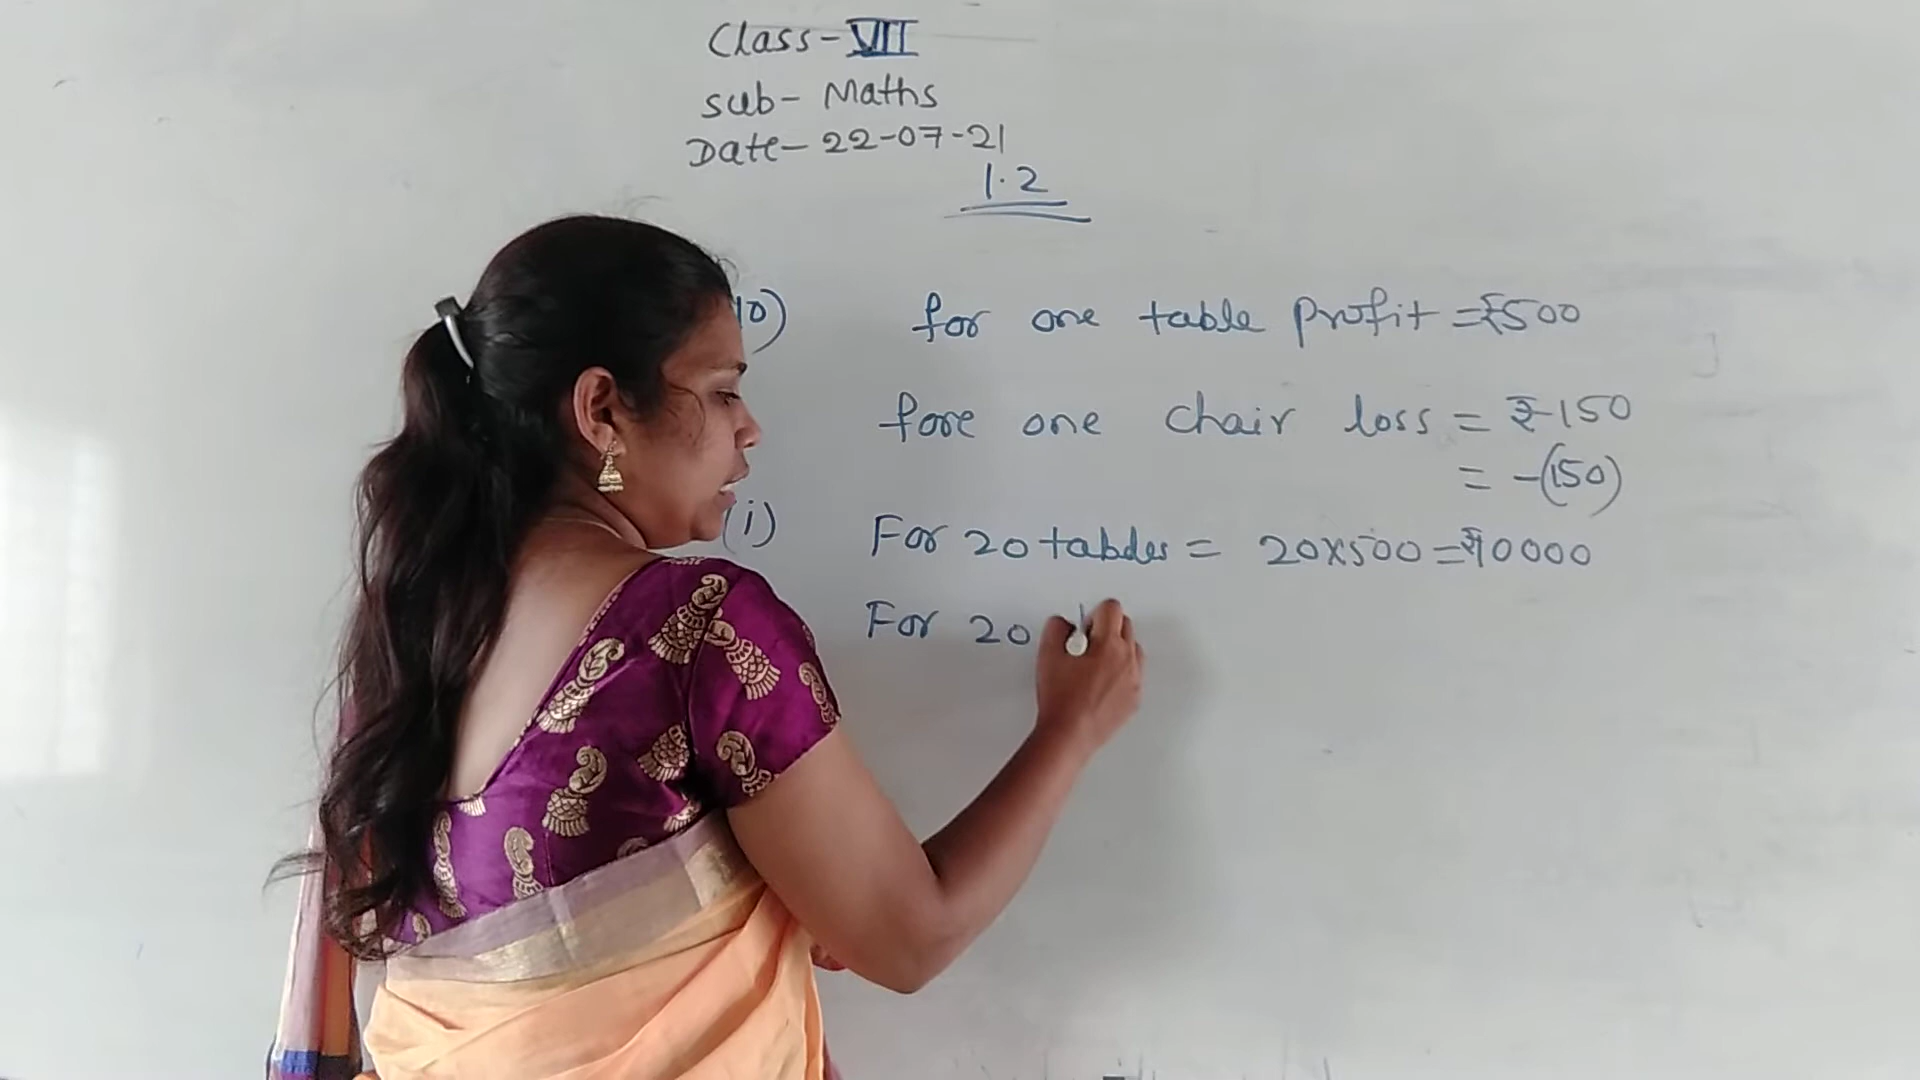 Class-VII
Sub- Maths
Date- 22-07-21
1.2
10) for one table profit =₹500
fore one chair loss = ₹-150
= -(150)
(i) For 20 tables = 20x500=₹10000
For 20